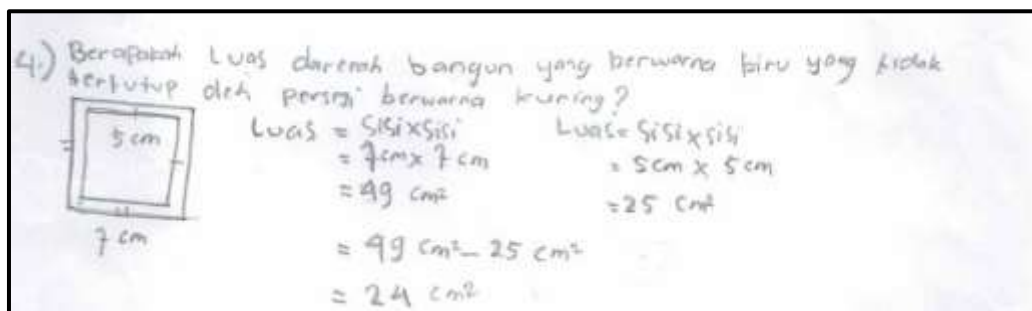 4.) Berapakah Luas darerah bangun yang berwarna biru yang tidak
tertutup oleh persegi berwarna kuning?
5 cm
7 cm
Luas = Sisi x Sisi
= 7cm x 7 cm
= 49 cm²
Luas = Sisi x sisi
= 5cm x 5 cm
= 25 cm²
= 49 cm² - 25 cm²
= 24 cm²